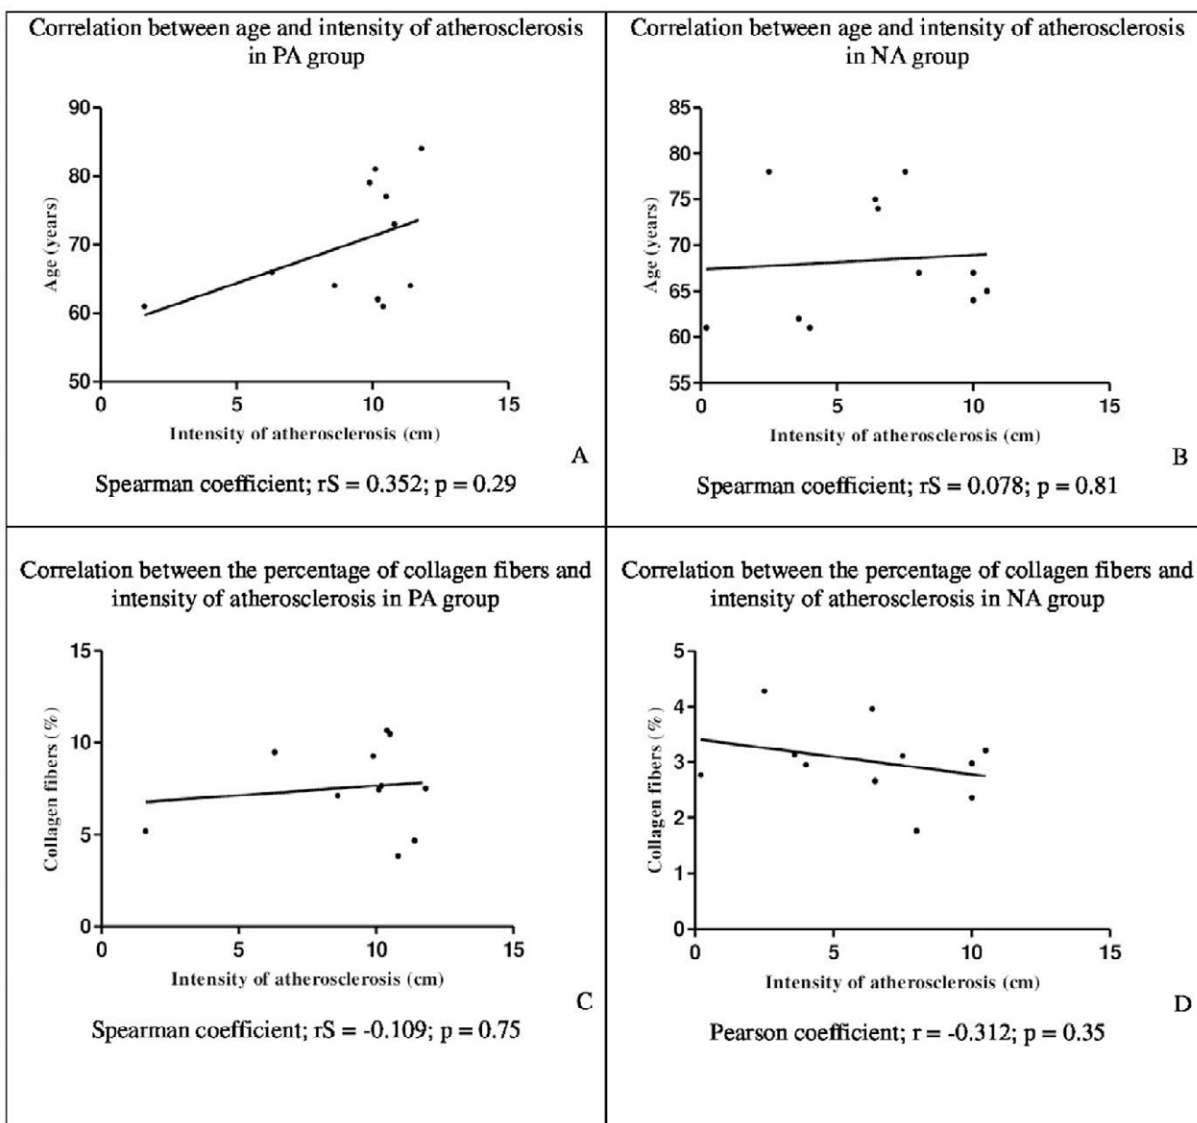 Correlation between age and intensity of atherosclerosis
in PA group
90
80
70
60
50
0
5
10
15
Age (years)
Intensity of atherosclerosis (cm)
A
Spearman coefficient; rS = 0.352; p = 0.29
Correlation between age and intensity of atherosclerosis
in NA group
85
80
75
70
65
60
55
0
5
10
15
Age (years)
Intensity of atherosclerosis (cm)
B
Spearman coefficient; rS = 0.078; p = 0.81
Correlation between the percentage of collagen fibers and
intensity of atherosclerosis in PA group
15
10
5
0
0
5
10
15
Collagen fibers (%)
Intensity of atherosclerosis (cm)
C
Spearman coefficient; rS = -0.109; p = 0.75
Correlation between the percentage of collagen fibers and
intensity of atherosclerosis in NA group
5
4
3
2
1
0
0
5
10
15
Collagen fibers (%)
Intensity of atherosclerosis (cm)
D
Pearson coefficient; r = -0.312; p = 0.35